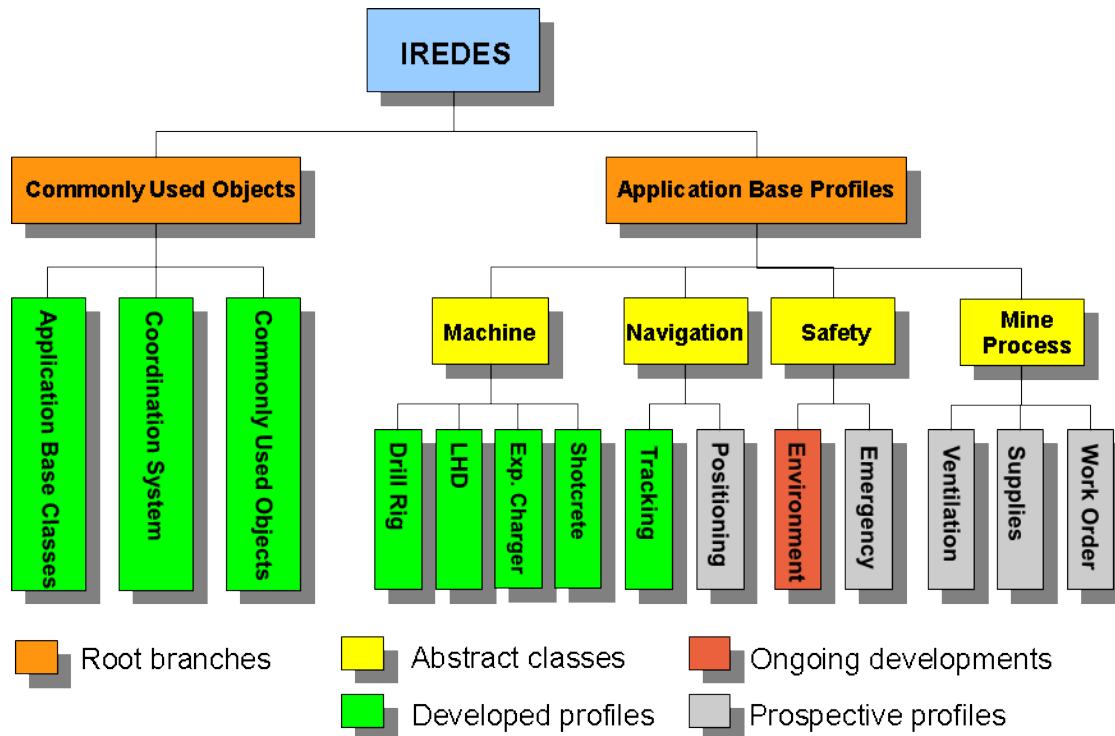 IREDES
Commonly Used Objects
Application Base Profiles
Application Base Classes
Coordination System
Commonly Used Objects
Machine
Navigation
Safety
Mine
Process
Drill Rig
LHD
Exp. Charger
Shotcrete
Tracking
Positioning
Environment
Emergency
Ventilation
Supplies
Work Order
Root branches
Abstract classes
Ongoing developments
Developed profiles
Prospective profiles